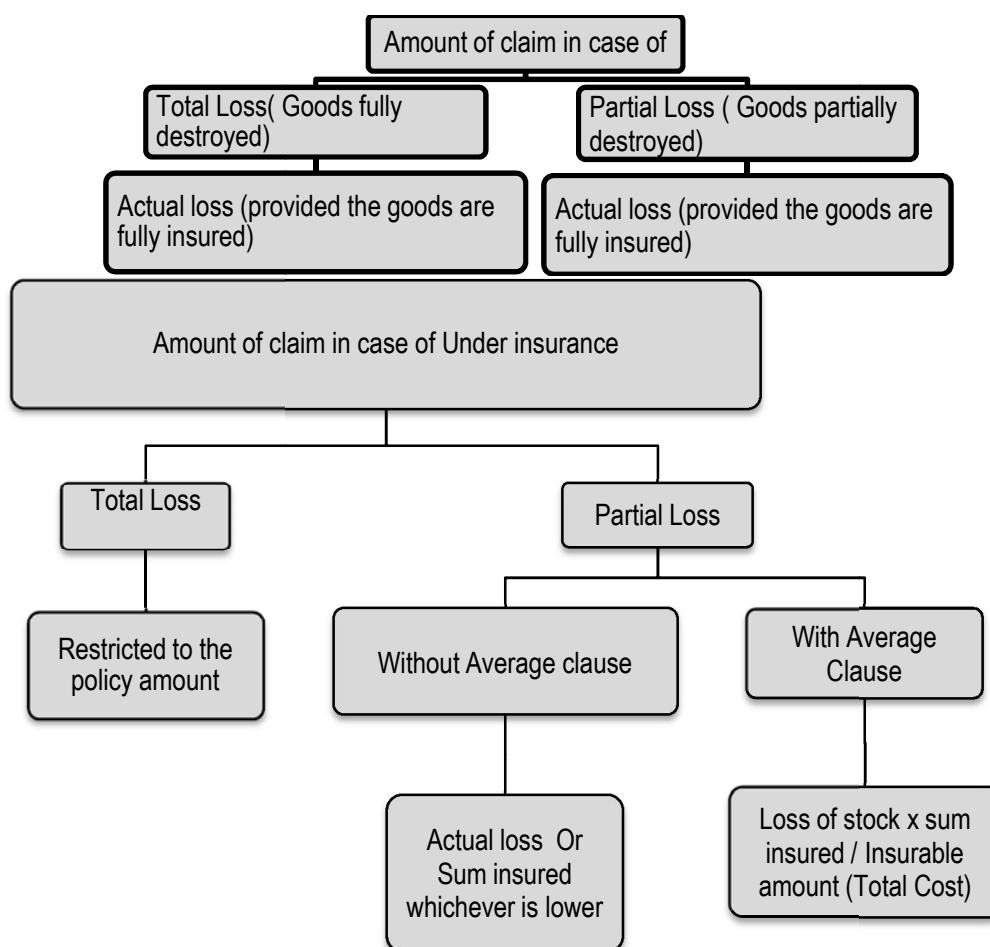 Amount of claim in case of
Total Loss( Goods fully
destroyed)
Partial Loss ( Goods partially
destroyed)
Actual loss (provided the goods are
fully insured)
Actual loss (provided the goods are
fully insured)
Amount of claim in case of Under insurance
Total Loss
Partial Loss
Restricted to the
policy amount
Without Average clause
With Average
Clause
Actual loss Or
Sum insured
whichever is lower
Loss of stock x sum
insured / Insurable
amount (Total Cost)